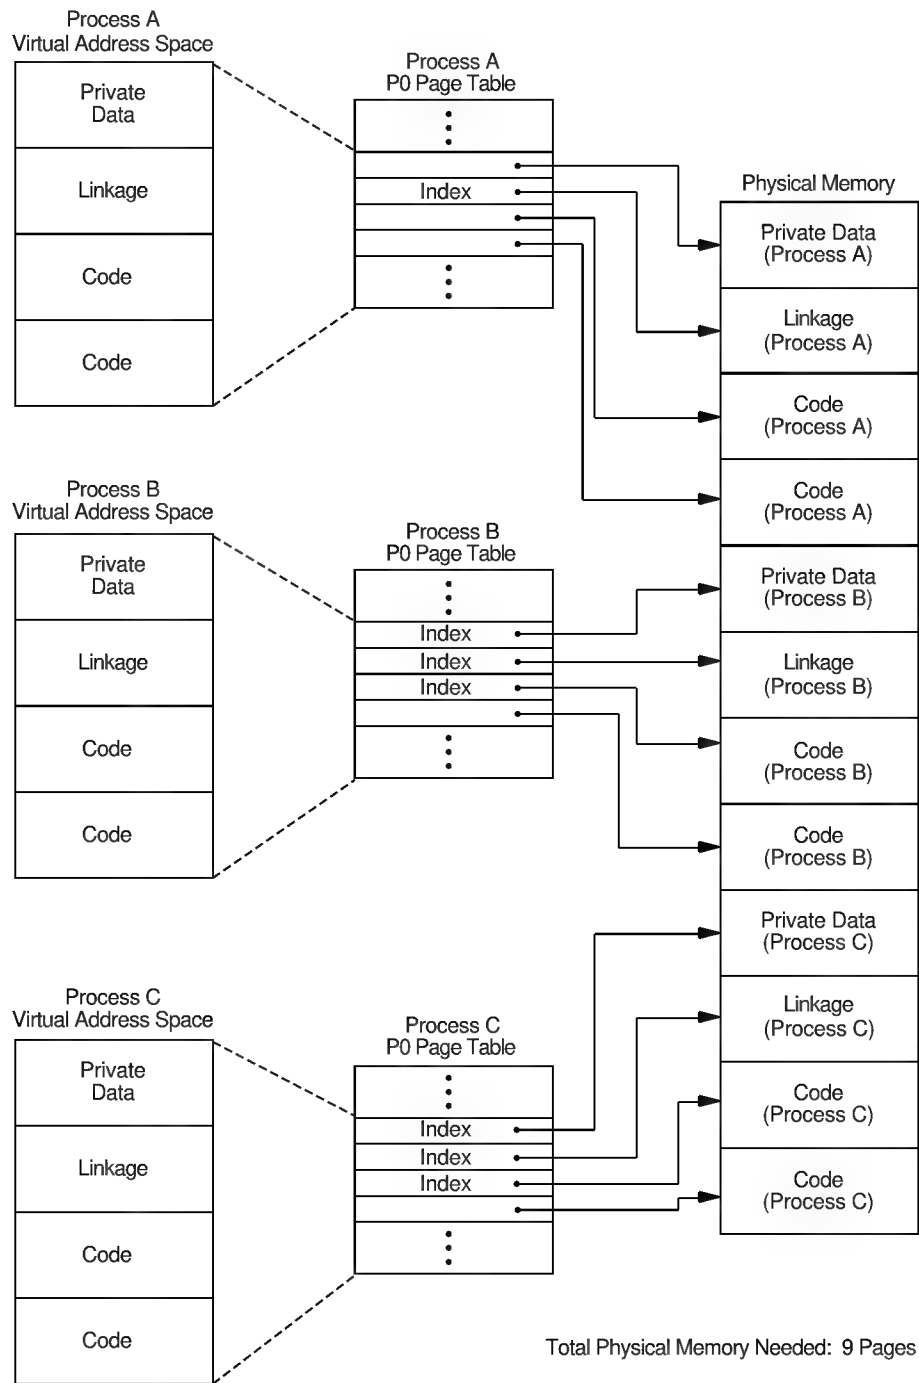 Process A
Virtual Address Space
Private
Data
Linkage
Code
Code
Process A
P0 Page Table
Index
Physical Memory
Private Data
(Process A)
Linkage
(Process A)
Code
(Process A)
Code
(Process A)
Process B
Virtual Address Space
Private
Data
Linkage
Code
Code
Process B
P0 Page Table
Index
Index
Index
Private Data
(Process B)
Linkage
(Process B)
Code
(Process B)
Code
(Process B)
Process C
Virtual Address Space
Private
Data
Linkage
Code
Code
Process C
P0 Page Table
Index
Index
Index
Private Data
(Process C)
Linkage
(Process C)
Code
(Process C)
Code
(Process C)
Total Physical Memory Needed: 9 Pages